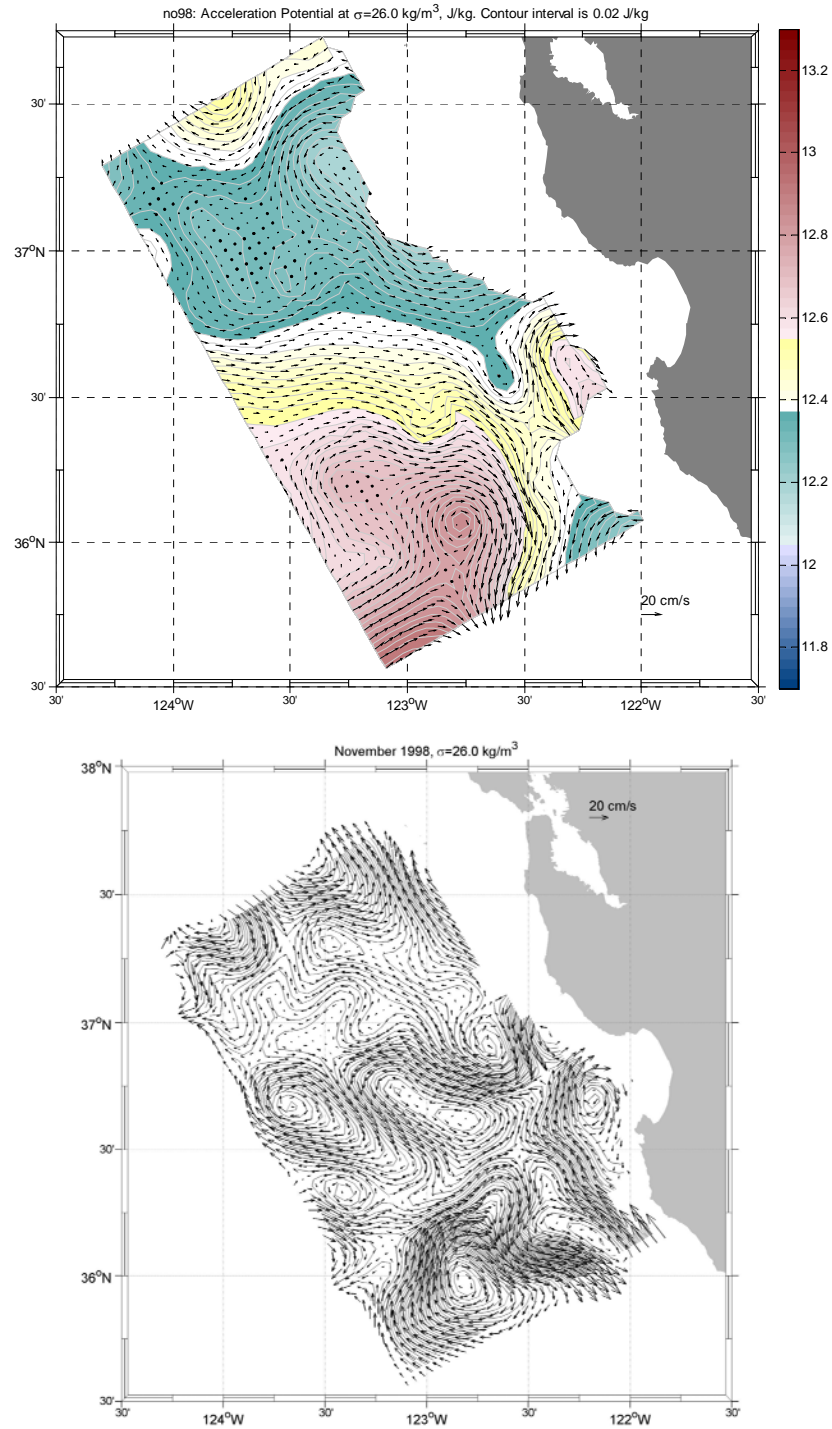 no98: Acceleration Potential at σ=26.0 kg/m³, J/kg. Contour interval is 0.02 J/kg
13.2
30'
13
12.8
37°N
12.6
30'
12.4
12.2
36°N
12
20 cm/s
11.8
30'
30' 124°W 30' 123°W 30' 122°W 30'
November 1998, σ=26.0 kg/m³
38°N
20 cm/s
30'
37°N
30'
36°N
30'
30' 124°W 30' 123°W 30' 122°W 30'